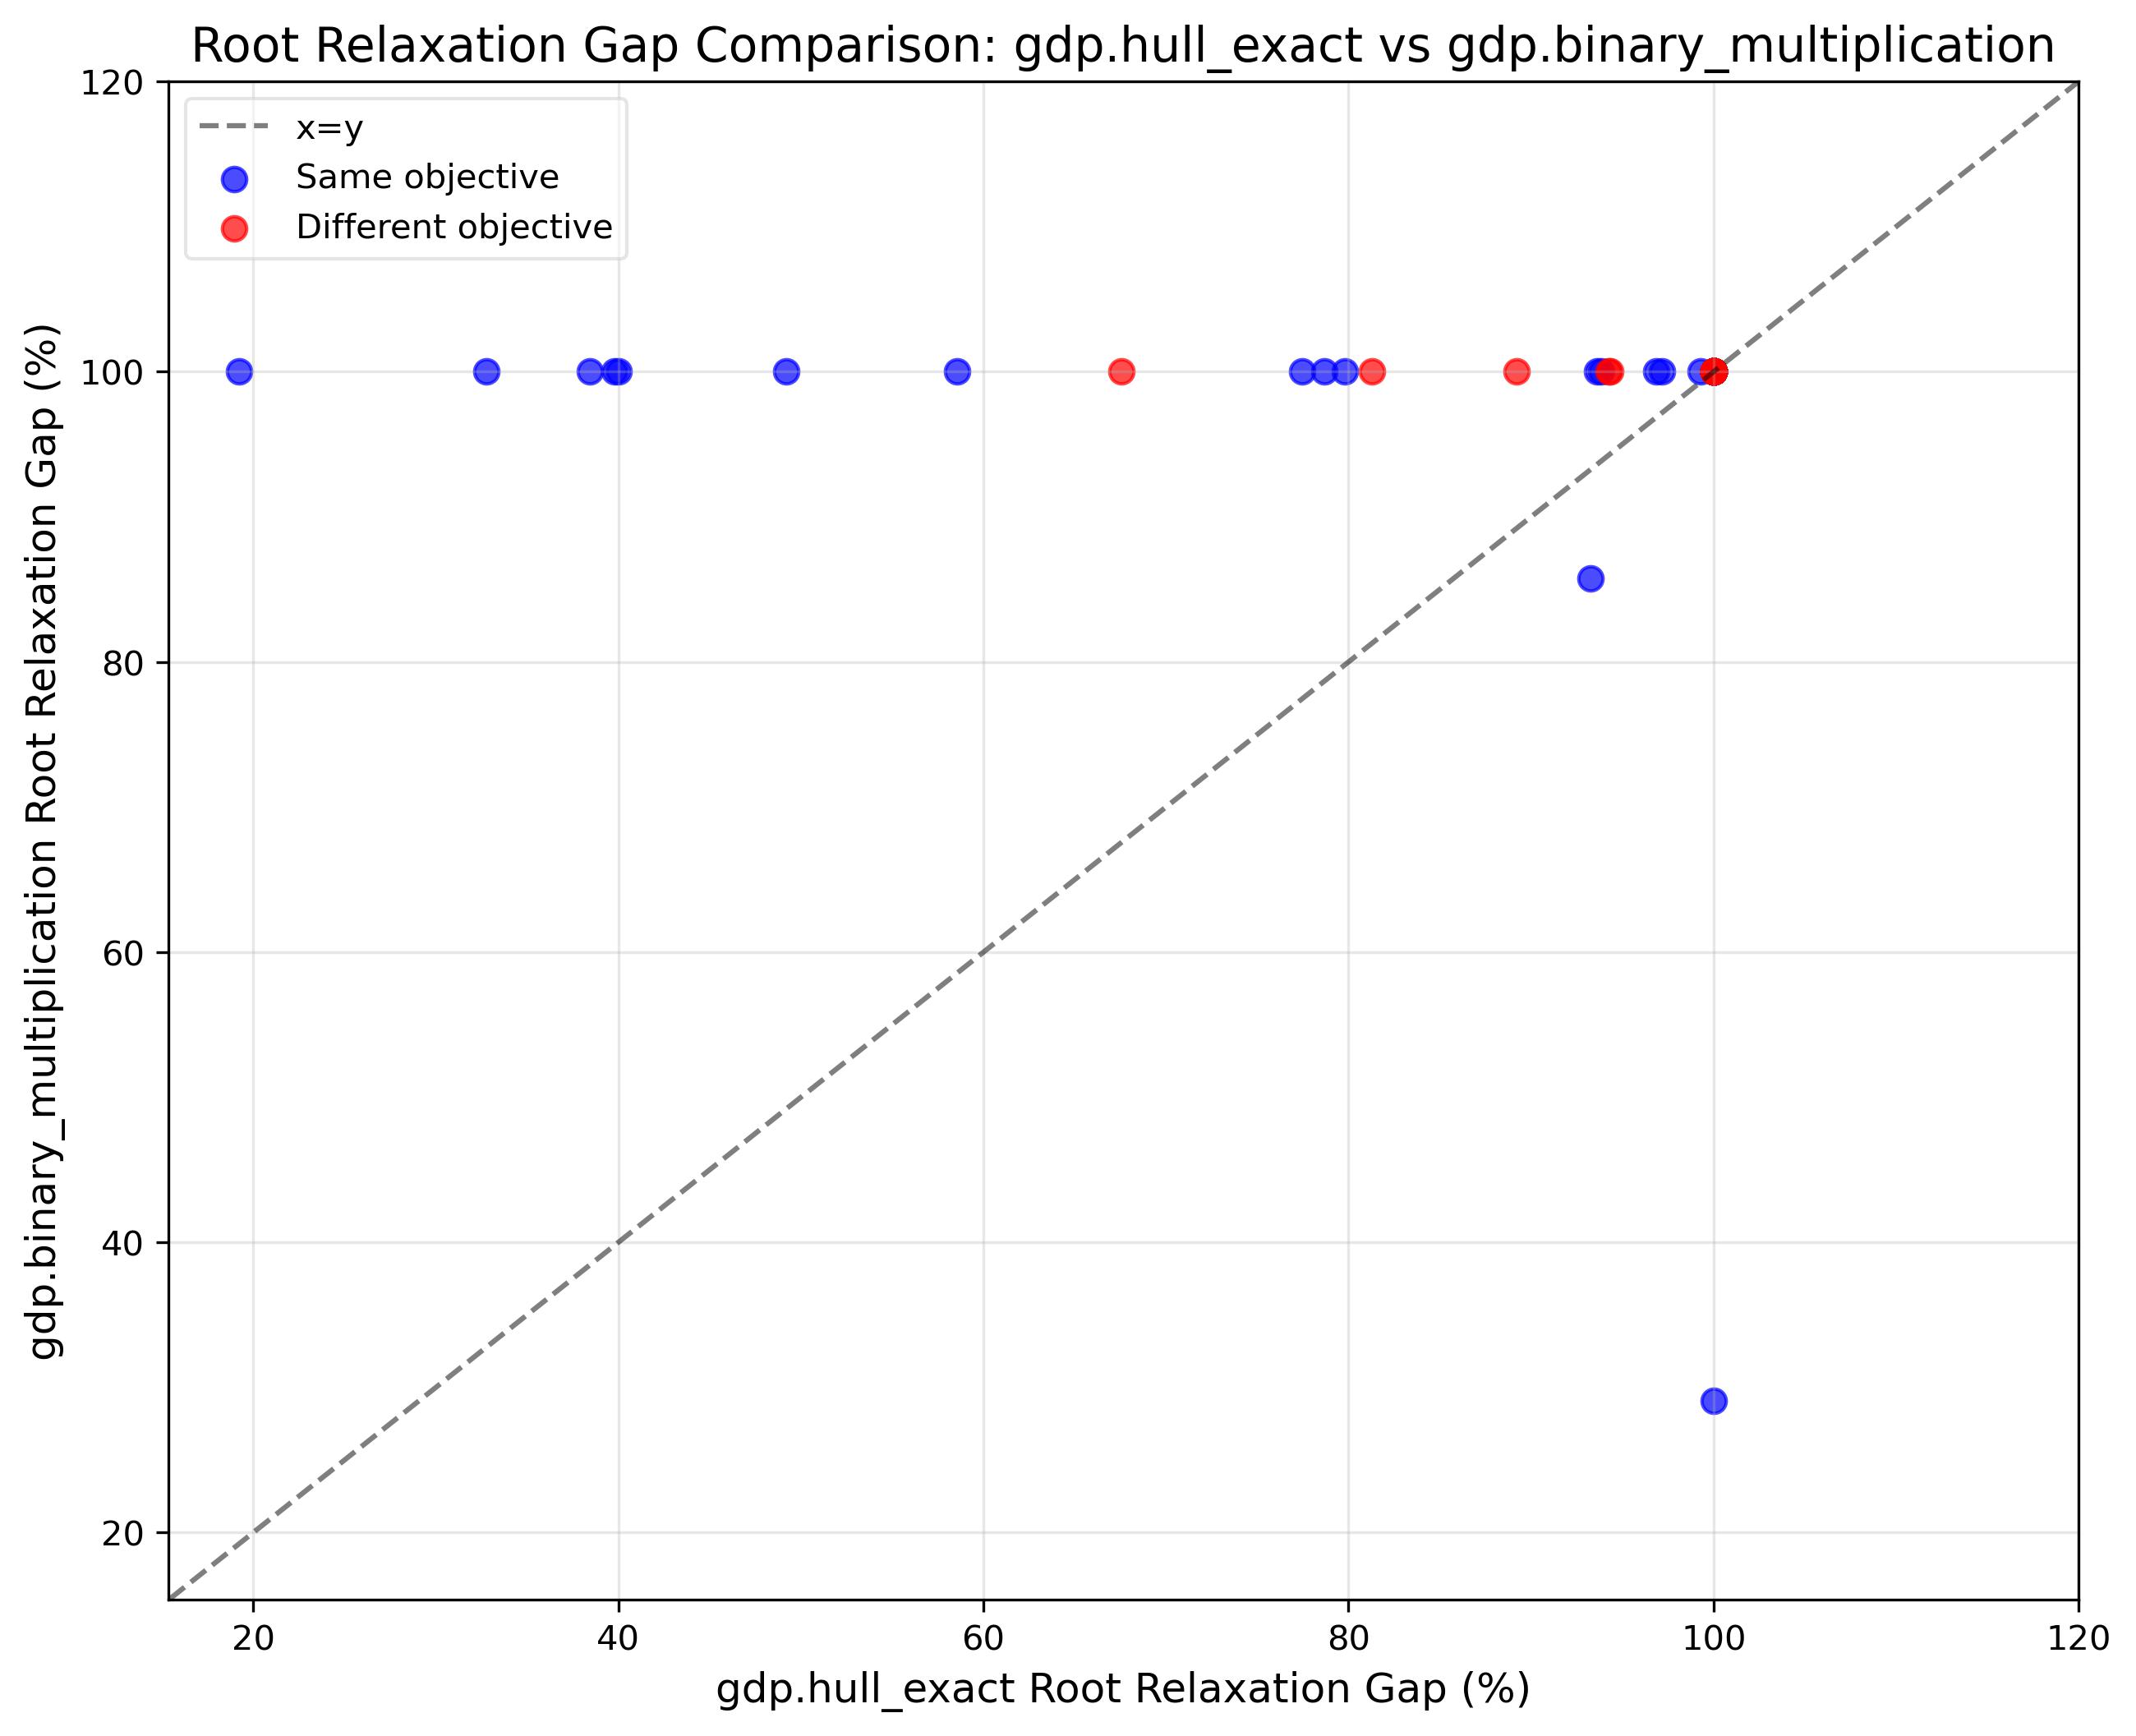 Root Relaxation Gap Comparison: gdp.hull_exact vs gdp.binary_multiplication
x=y
Same objective
Different objective
gdp.binary_multiplication Root Relaxation Gap (%)
120
100
80
60
40
20
20
40
60
80
100
120
gdp.hull_exact Root Relaxation Gap (%)